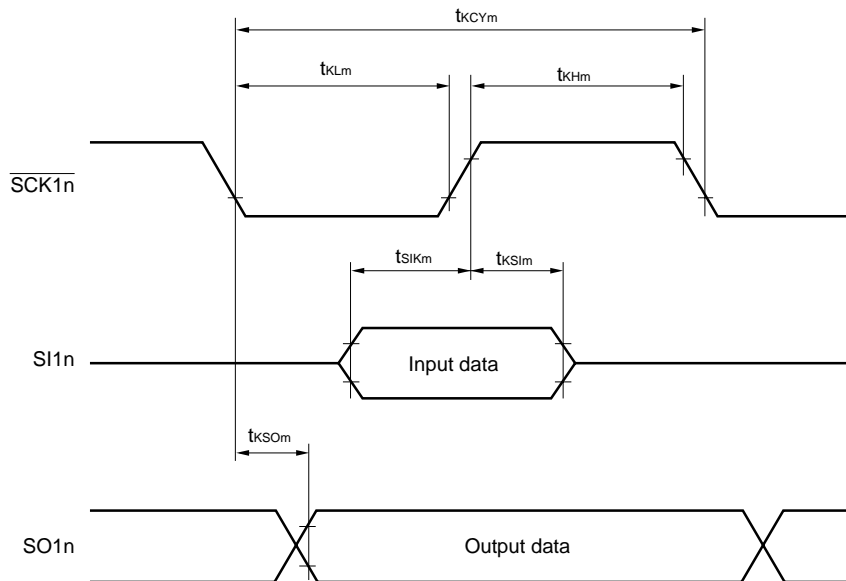 tKCYm
tKLm
tKHm
SCK1n
tSIKm
tKSIm
SI1n
Input data
tKSOm
SO1n
Output data